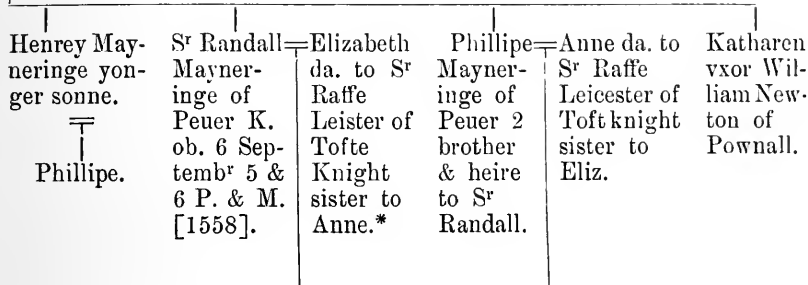 Henrey May-
neringe yon-
ger sonne.
Phillipe.
Sr Randall
Mayner-
inge of
Peuer K.
ob. 6 Sep-
tembr 5 &
6 P. & M.
[1558].
Elizabeth
da. to Sr
Raffe
Leister of
Tofte
Knight
sister to
Anne.*
Phillipe
Mayner-
inge of
Peuer 2
brother
& heire
to Sr
Randall.
Anne da. to
Sr Raffe
Leicester of
Toft knight
sister to
Eliz.
Katharen
vxor Wil-
liam New-
ton of
Pownall.